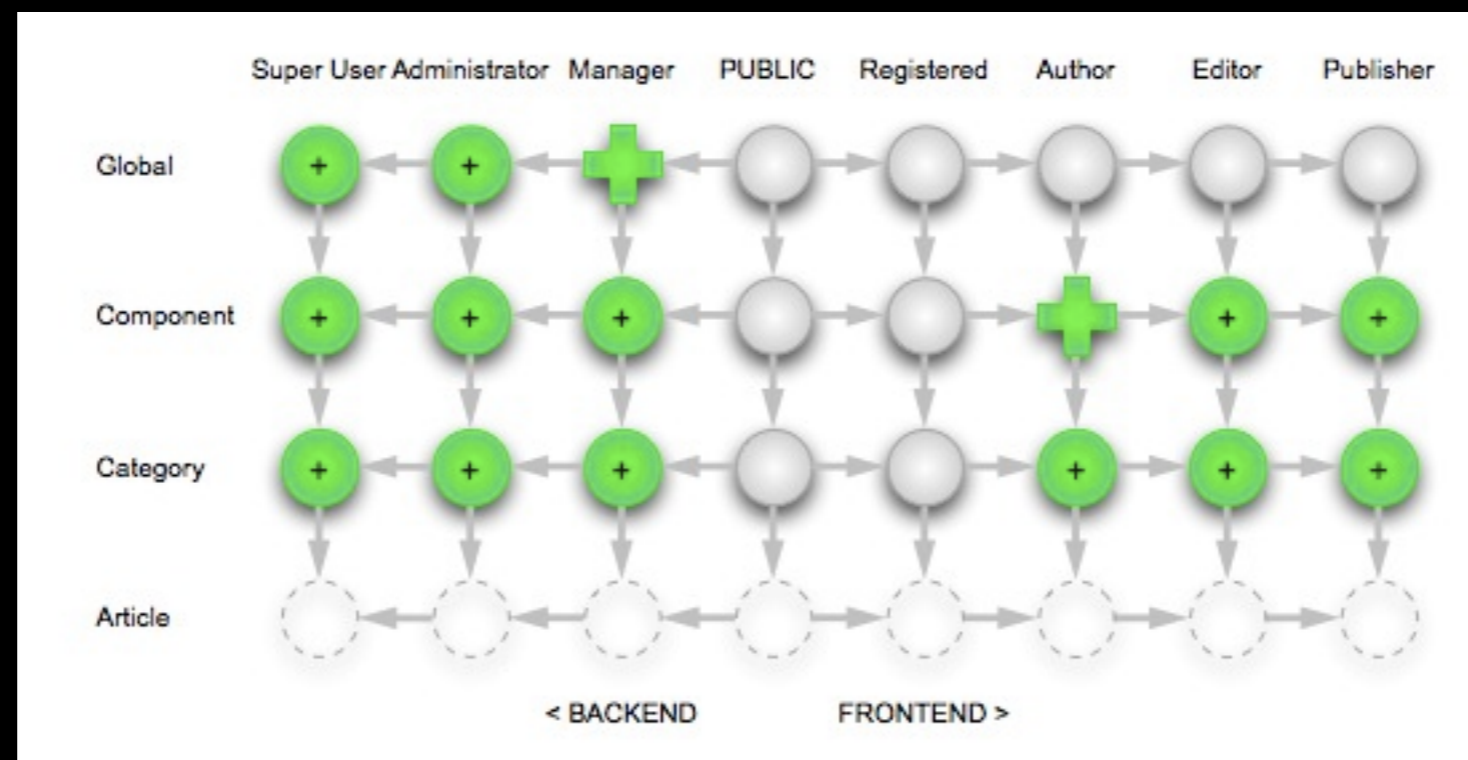 Super User Administrator Manager PUBLIC Registered Author Editor Publisher
Global + +
Component + + + + +
Category + + + + + +
Article
< BACKEND FRONTEND >